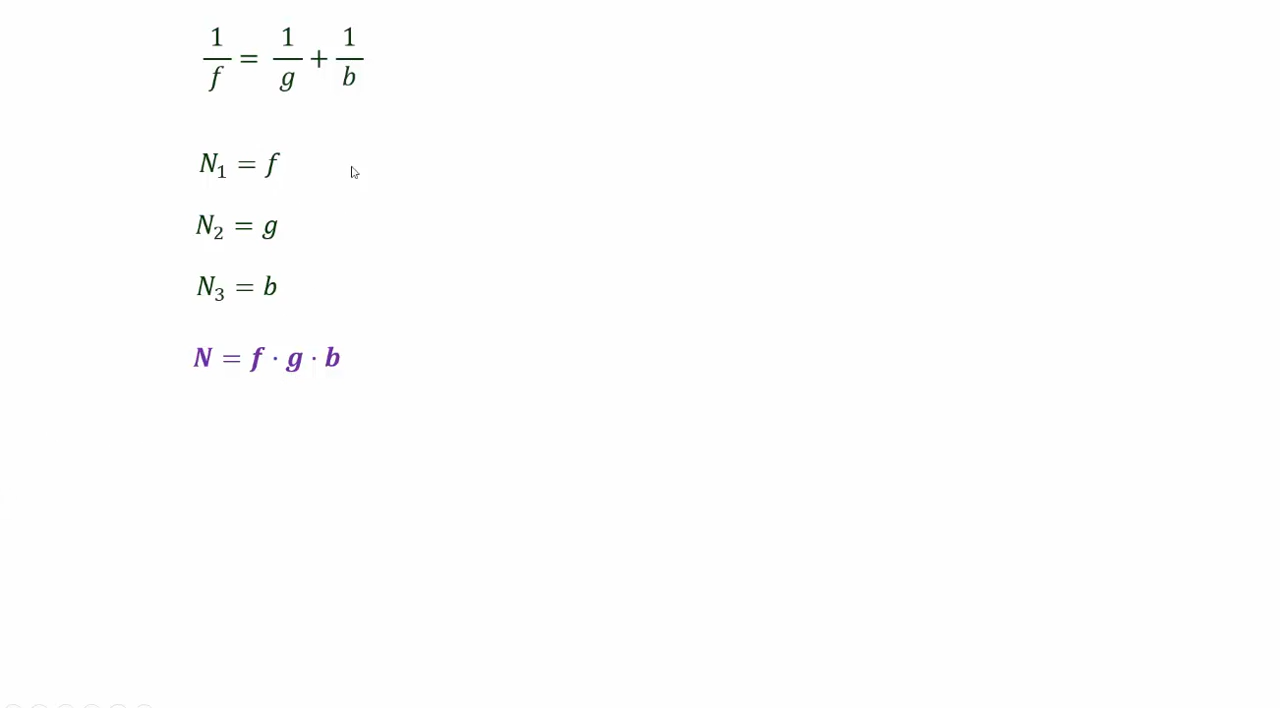 1/f = 1/g + 1/b
N₁ = f
N₂ = g
N₃ = b
N = f · g · b